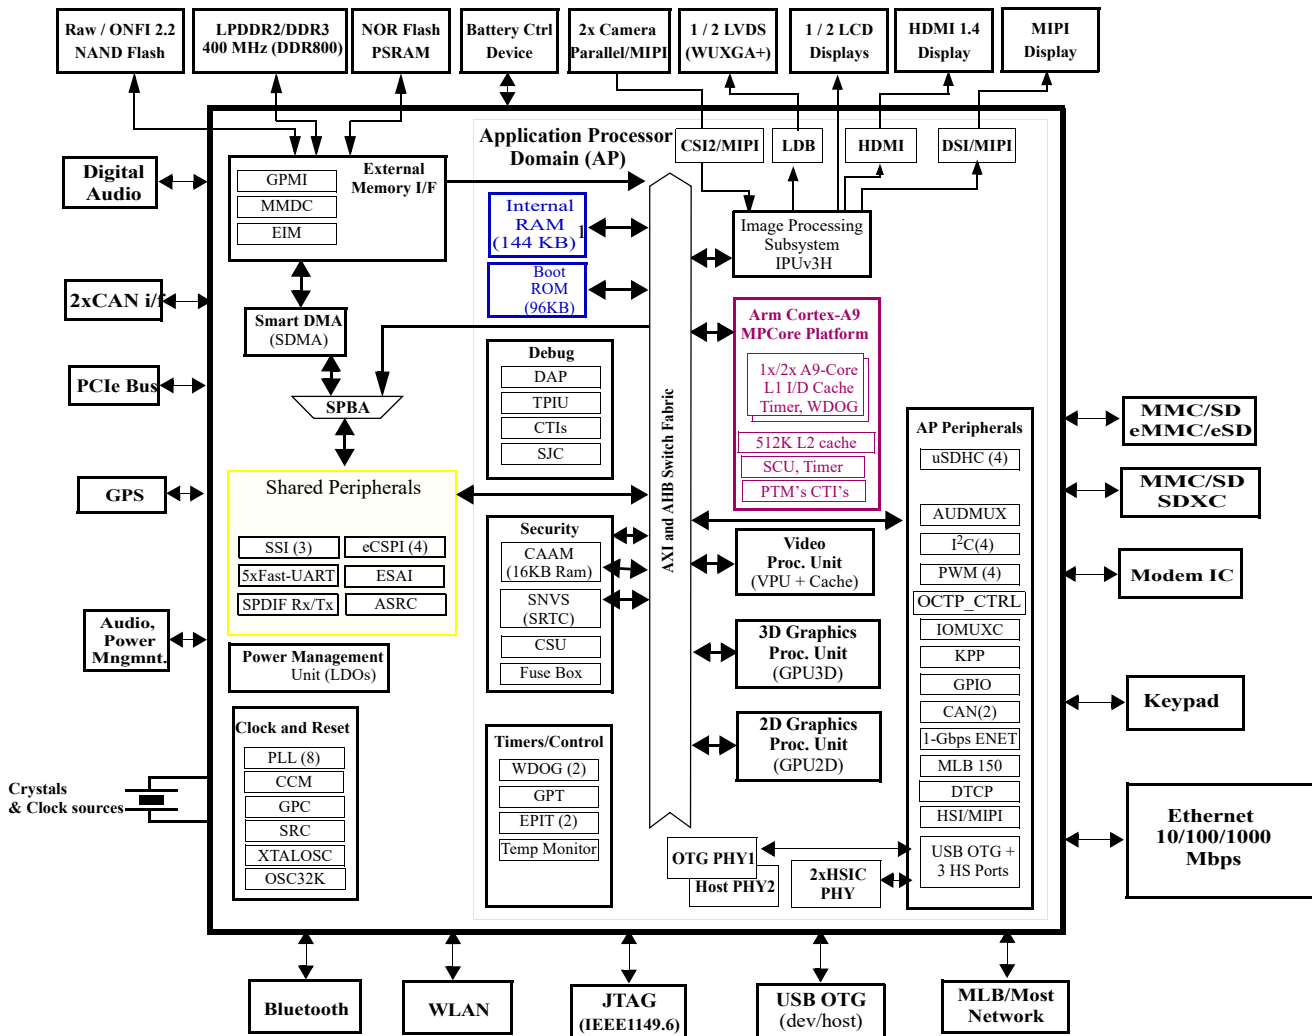 Raw / ONFI 2.2
NAND Flash
LPDDR2/DDR3
400 MHz (DDR800)
NOR Flash
PSRAM
Battery Ctrl
Device
2x Camera
Parallel/MIPI
1 / 2 LVDS
(WUXGA+)
1 / 2 LCD
Displays
HDMI 1.4
Display
MIPI
Display
Digital
Audio
2xCAN i/f
PCIe Bus
GPS
Audio,
Power
Mngmnt.
Crystals
& Clock sources
External
Memory I/F
GPMI
MMDC
EIM
Smart DMA
(SDMA)
SPBA
Shared Peripherals
SSI (3)
eCSPI (4)
5xFast-UART
ESAI
SPDIF Rx/Tx
ASRC
Power Management
Unit (LDOs)
Clock and Reset
PLL (8)
CCM
GPC
SRC
XTALOSC
OSC32K
Application Processor
Domain (AP)
Internal
RAM
(144 KB) 1
Boot
ROM
(96KB)
Debug
DAP
TPIU
CTIs
SJC
Security
CAAM
(16KB Ram)
SNVS
(SRTC)
CSU
Fuse Box
Timers/Control
WDOG (2)
GPT
EPIT (2)
Temp Monitor
AXI and AHB Switch Fabric
CSI2/MIPI
LDB
HDMI
DSI/MIPI
Image Processing
Subsystem
IPUv3H
Arm Cortex-A9
MPCore Platform
1x/2x A9-Core
L1 I/D Cache
Timer, WDOG
512K L2 cache
SCU, Timer
PTM's CTI's
Video
Proc. Unit
(VPU + Cache)
3D Graphics
Proc. Unit
(GPU3D)
2D Graphics
Proc. Unit
(GPU2D)
OTG PHY1
Host PHY2
2xHSIC
PHY
AP Peripherals
uSDHC (4)
AUDMUX
I2C(4)
PWM (4)
OCTP_CTRL
IOMUXC
KPP
GPIO
CAN(2)
1-Gbps ENET
MLB 150
DTCP
HSI/MIPI
USB OTG +
3 HS Ports
MMC/SD
eMMC/eSD
MMC/SD
SDXC
Modem IC
Keypad
Ethernet
10/100/1000
Mbps
Bluetooth
WLAN
JTAG
(IEEE1149.6)
USB OTG
(dev/host)
MLB/Most
Network